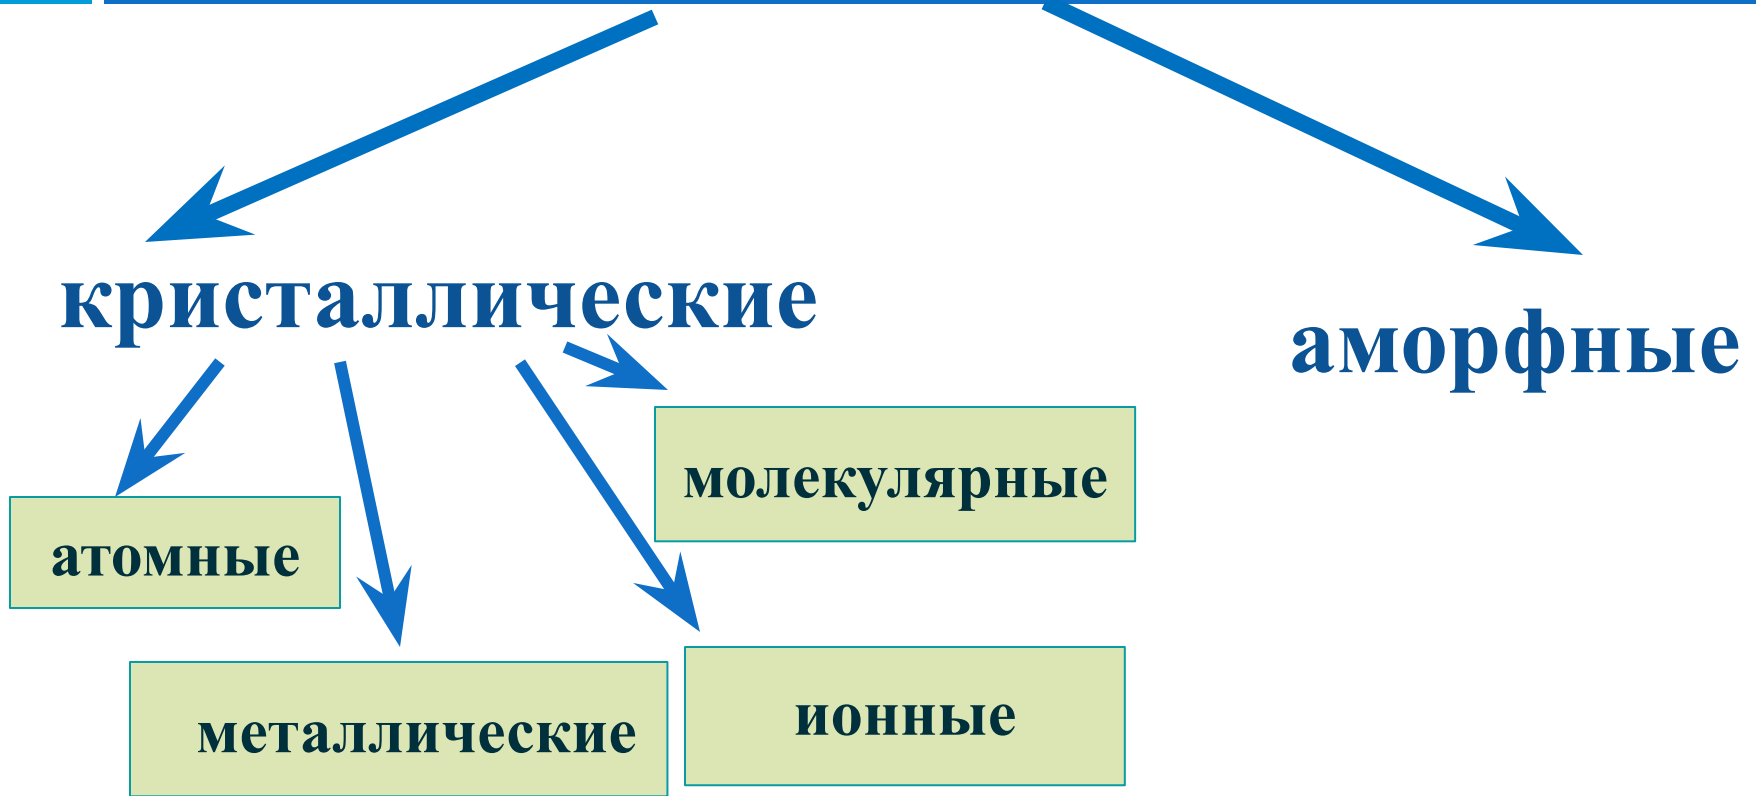 кристаллические
аморфные
молекулярные
атомные
металлические
ионные